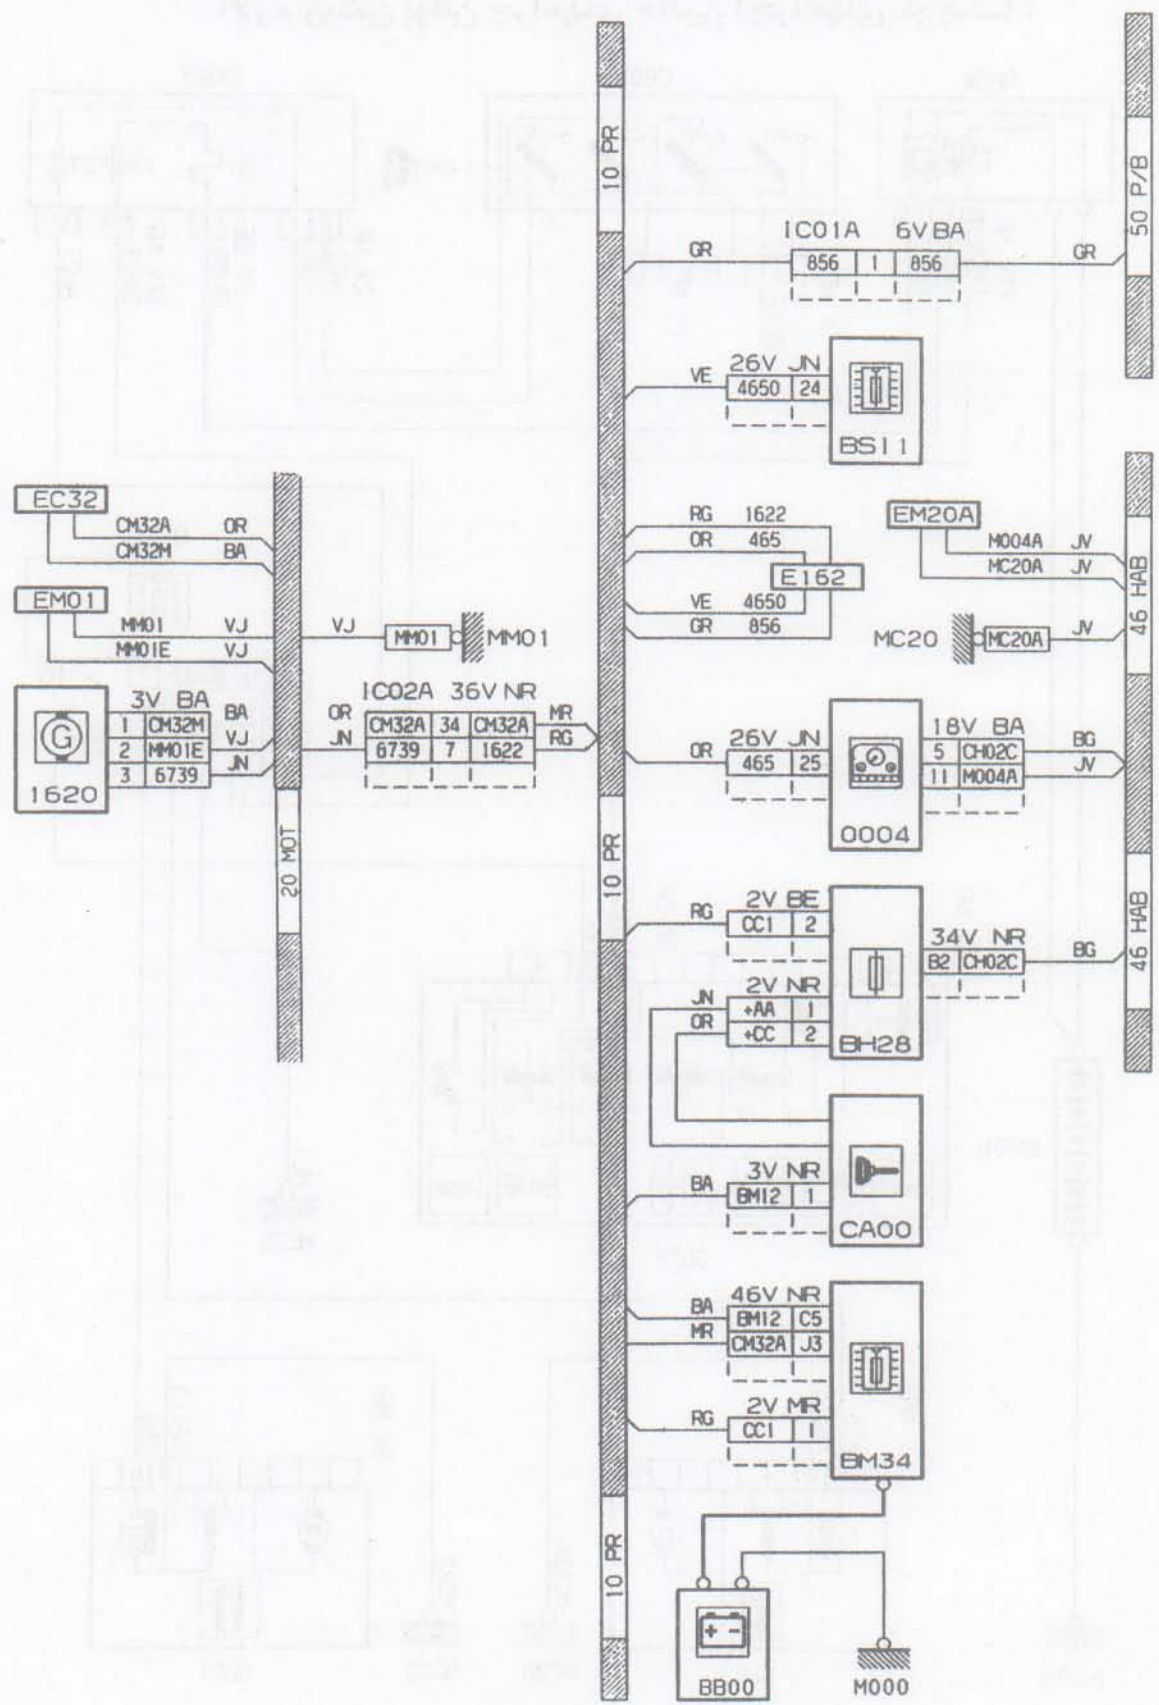 10 PR
50 P/B
1C01A 6V BA
GR 856 1 856 GR
26V JN
VE 4650 24
BSI1
EC32
CM32A OR
CM32M BA
RG 1622
OR 465
E162
VE 4650
GR 856
EM20A
M004A JV
MC20A JV
46 HAB
EM01
MM01 VJ
MM01E VJ
VJ MM01 MM01
MC20 MC20A JV
3V BA
1 CM32M BA
2 MM01E VJ
3 6739 JN
1620
1C02A 36V NR
OR CM32A 34 CM32A MR
JN 6739 7 1622 RG
20 MOT
26V JN
OR 465 25
18V BA
5 CH02C BG
11 M004A JV
0004
10 PR
2V BE
RG CC1 2
34V NR
B2 CH02C BG
46 HAB
2V NR
JN +AA 1
OR +CC 2
BH28
3V NR
BA BM12 1
CA00
46V NR
BA BM12 C5
MR CM32A J3
2V MR
RG CC1 1
BM34
10 PR
BB00
M000
G
+ -